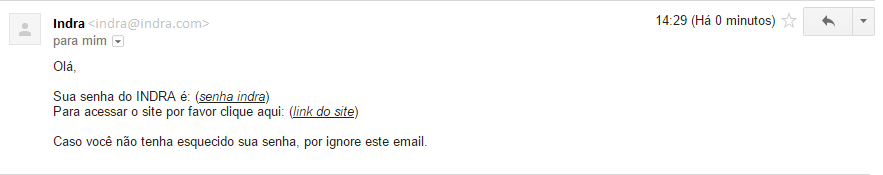 Indra <indra@indra.com> 14:29 (Há 0 minutos)
para mim
Olá,
Sua senha do INDRA é: (senha indra)
Para acessar o site por favor clique aqui: (link do site)
Caso você não tenha esquecido sua senha, por ignore este email.